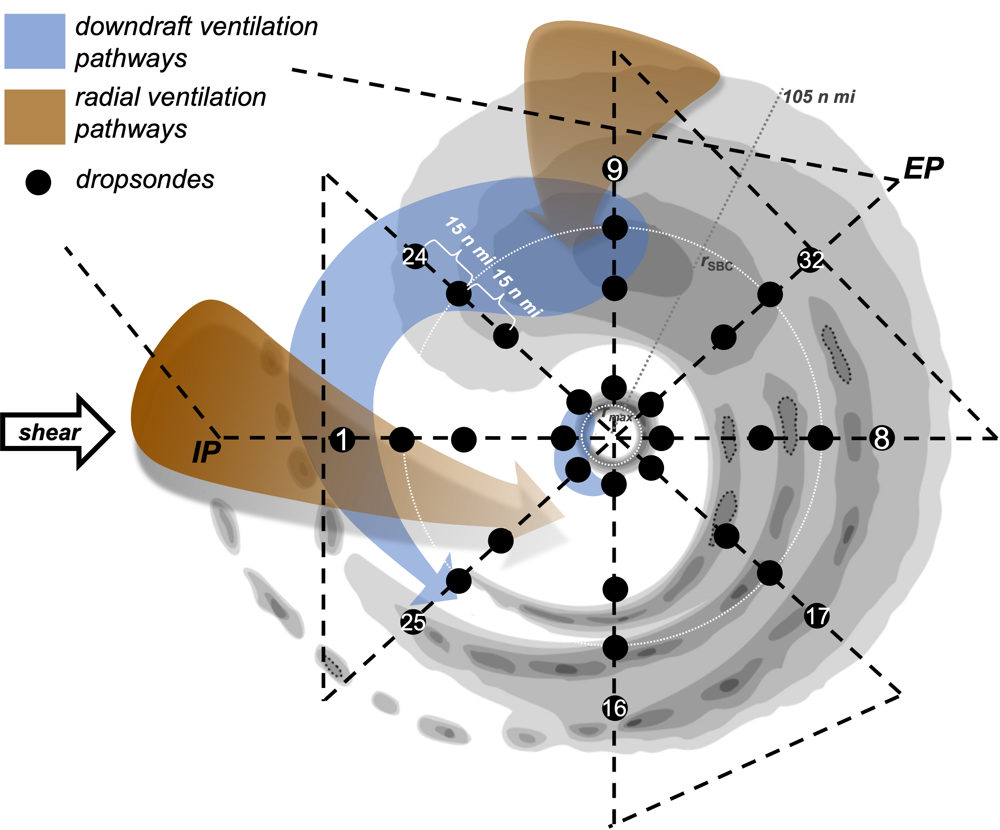 downdraft ventilation
pathways
radial ventilation
pathways
dropsondes
105 n mi
EP
9
24
15 n mi
15 n mi
32
rSBC
shear
IP
1
rmax
8
25
17
16